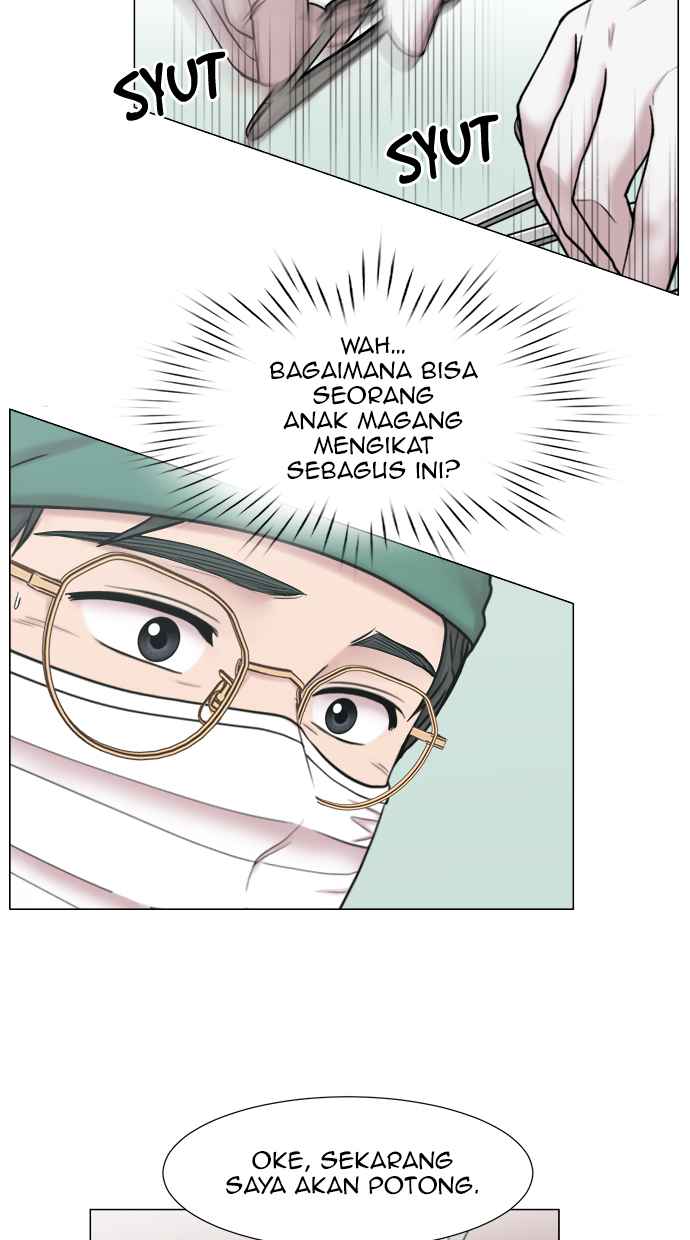 SYUT
SYUT
WAH...
BAGAIMANA BISA
SEORANG
ANAK MAGANG
MENGIKAT
SEBAGUS INI?
OKE, SEKARANG
SAYA AKAN POTONG.